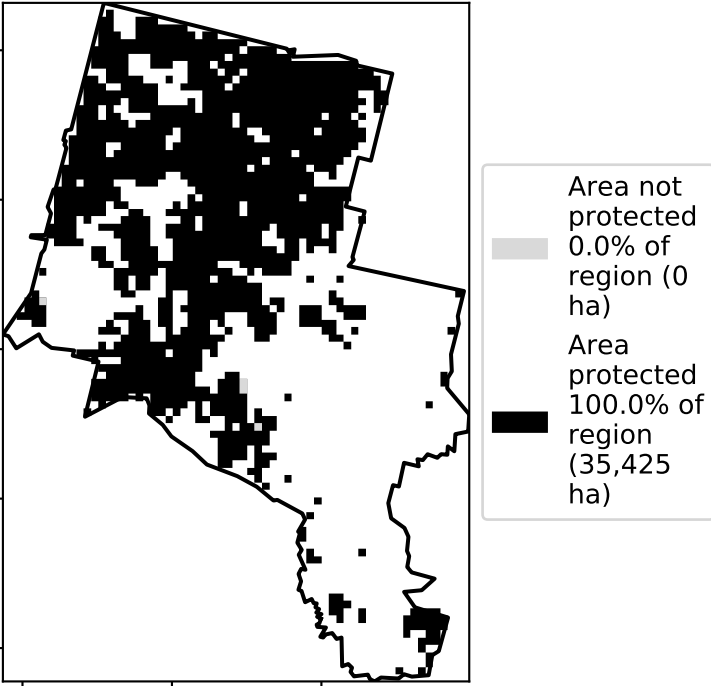 Area not
protected
0.0% of
region (0
ha)
Area
protected
100.0% of
region
(35,425
ha)